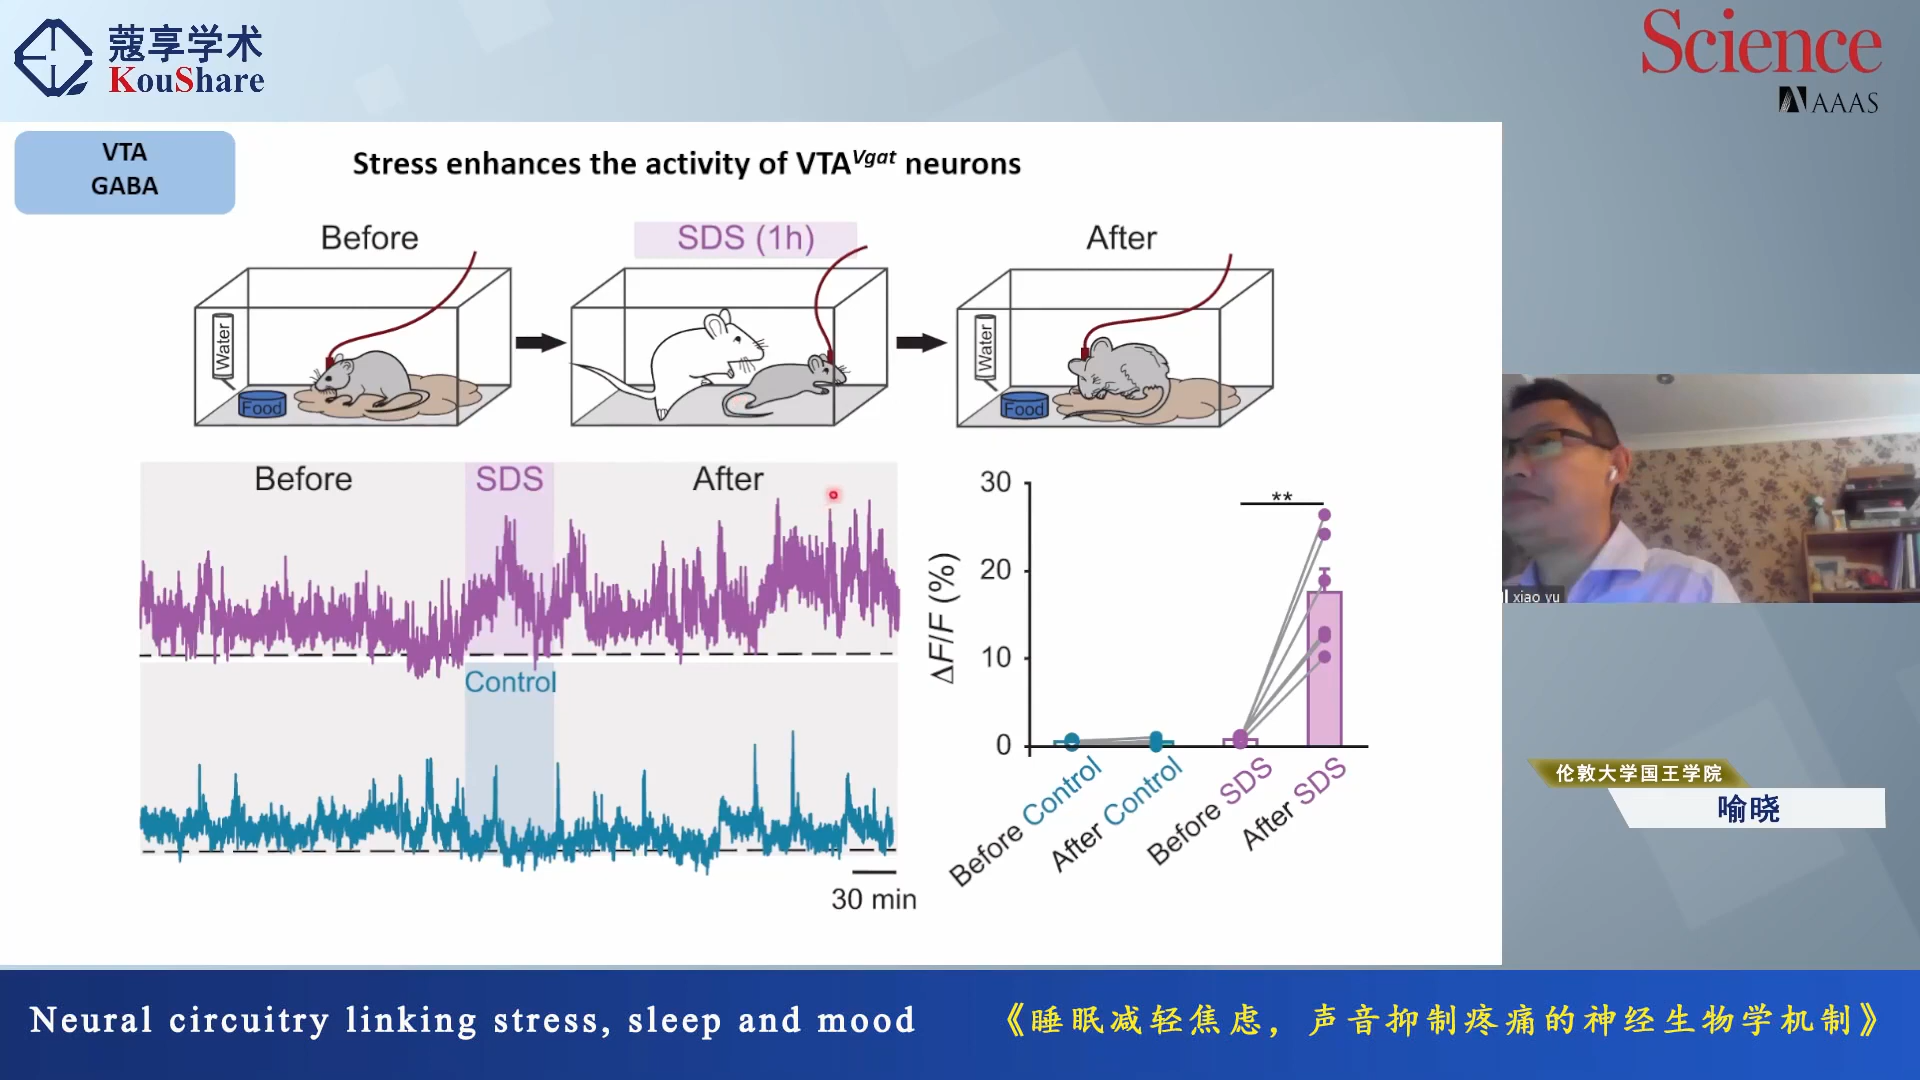 蔻享学术
KouShare
Science
AAAS
VTA
GABA
Stress enhances the activity of VTAVgat neurons
Before
SDS (1h)
After
Water
Food
Water
Food
Before
SDS
After
Control
30 min
30
20
10
0
ΔF/F (%)
**
Before Control
After Control
Before SDS
After SDS
xiao yu
伦敦大学国王学院
喻晓
Neural circuitry linking stress, sleep and mood
《睡眠减轻焦虑，声音抑制疼痛的神经生物学机制》